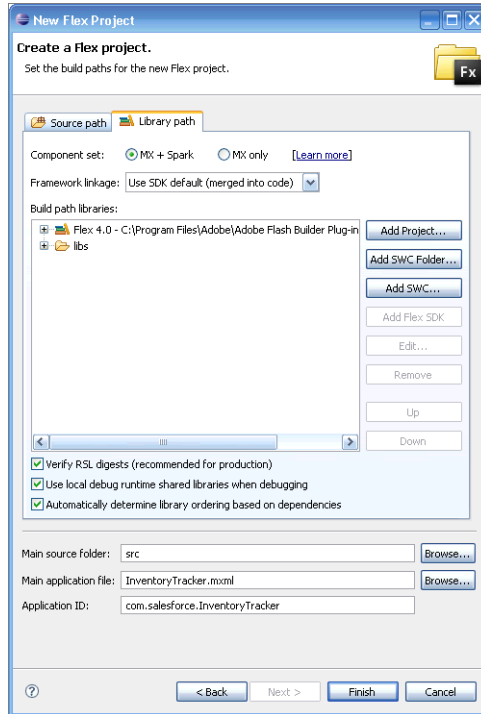 New Flex Project
Create a Flex project.
Set the build paths for the new Flex project.
Fx
Source path
Library path
Component set: MX + Spark MX only [Learn more]
Framework linkage: Use SDK default (merged into code)
Build path libraries:
Flex 4.0 - C:\Program Files\Adobe\Adobe Flash Builder Plug-in
libs
Add Project...
Add SWC Folder...
Add SWC...
Add Flex SDK
Edit...
Remove
Up
Down
Verify RSL digests (recommended for production)
Use local debug runtime shared libraries when debugging
Automatically determine library ordering based on dependencies
Main source folder: src Browse...
Main application file: InventoryTracker.mxml Browse...
Application ID: com.salesforce.InventoryTracker
? < Back Next > Finish Cancel